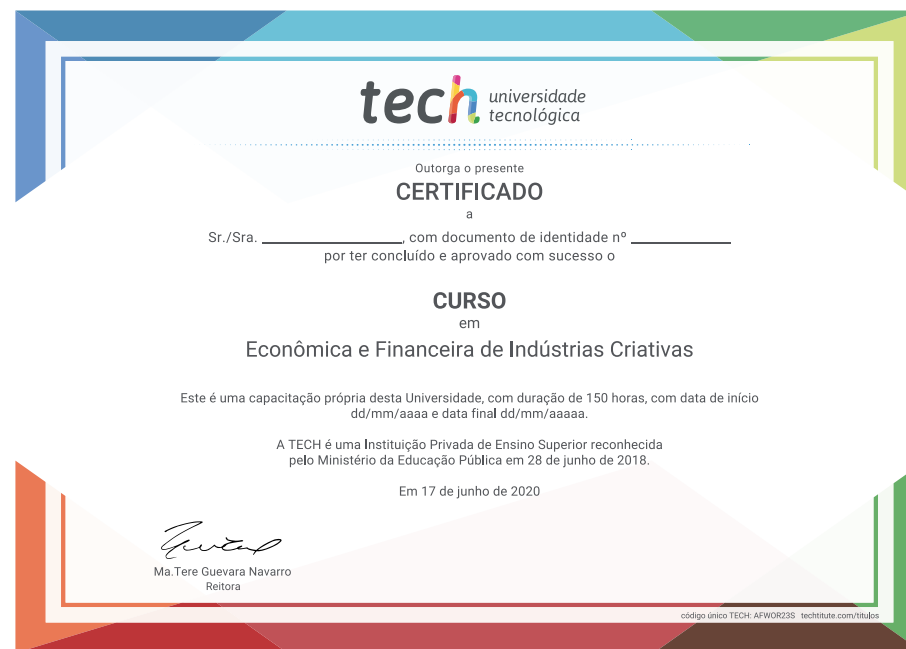 tech universidade
tecnológica
Outorga o presente
CERTIFICADO
a
Sr./Sra. ______________, com documento de identidade nº __________
por ter concluído e aprovado com sucesso o
CURSO
em
Econômica e Financeira de Indústrias Criativas
Este é uma capacitação própria desta Universidade, com duração de 150 horas, com data de início
dd/mm/aaaa e data final dd/mm/aaaaa.
A TECH é uma Instituição Privada de Ensino Superior reconhecida
pelo Ministério da Educação Pública em 28 de junho de 2018.
Em 17 de junho de 2020
Ma.Tere Guevara Navarro
Reitora
código único TECH: AFWOR23S techtitute.com/titulos